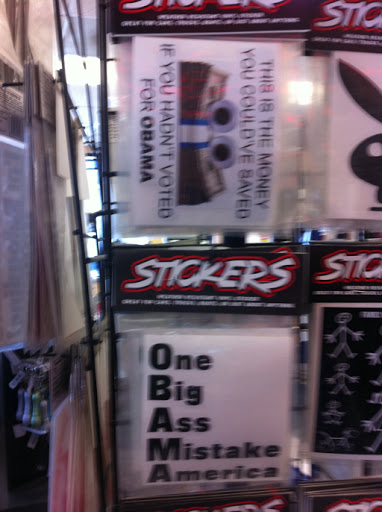 STICKERS
THIS IS THE MONEY
YOU COULD'VE SAVED
IF YOU HADN'T VOTED
FOR OBAMA
STICKERS
STIC
One
Big
Ass
Mistake
America